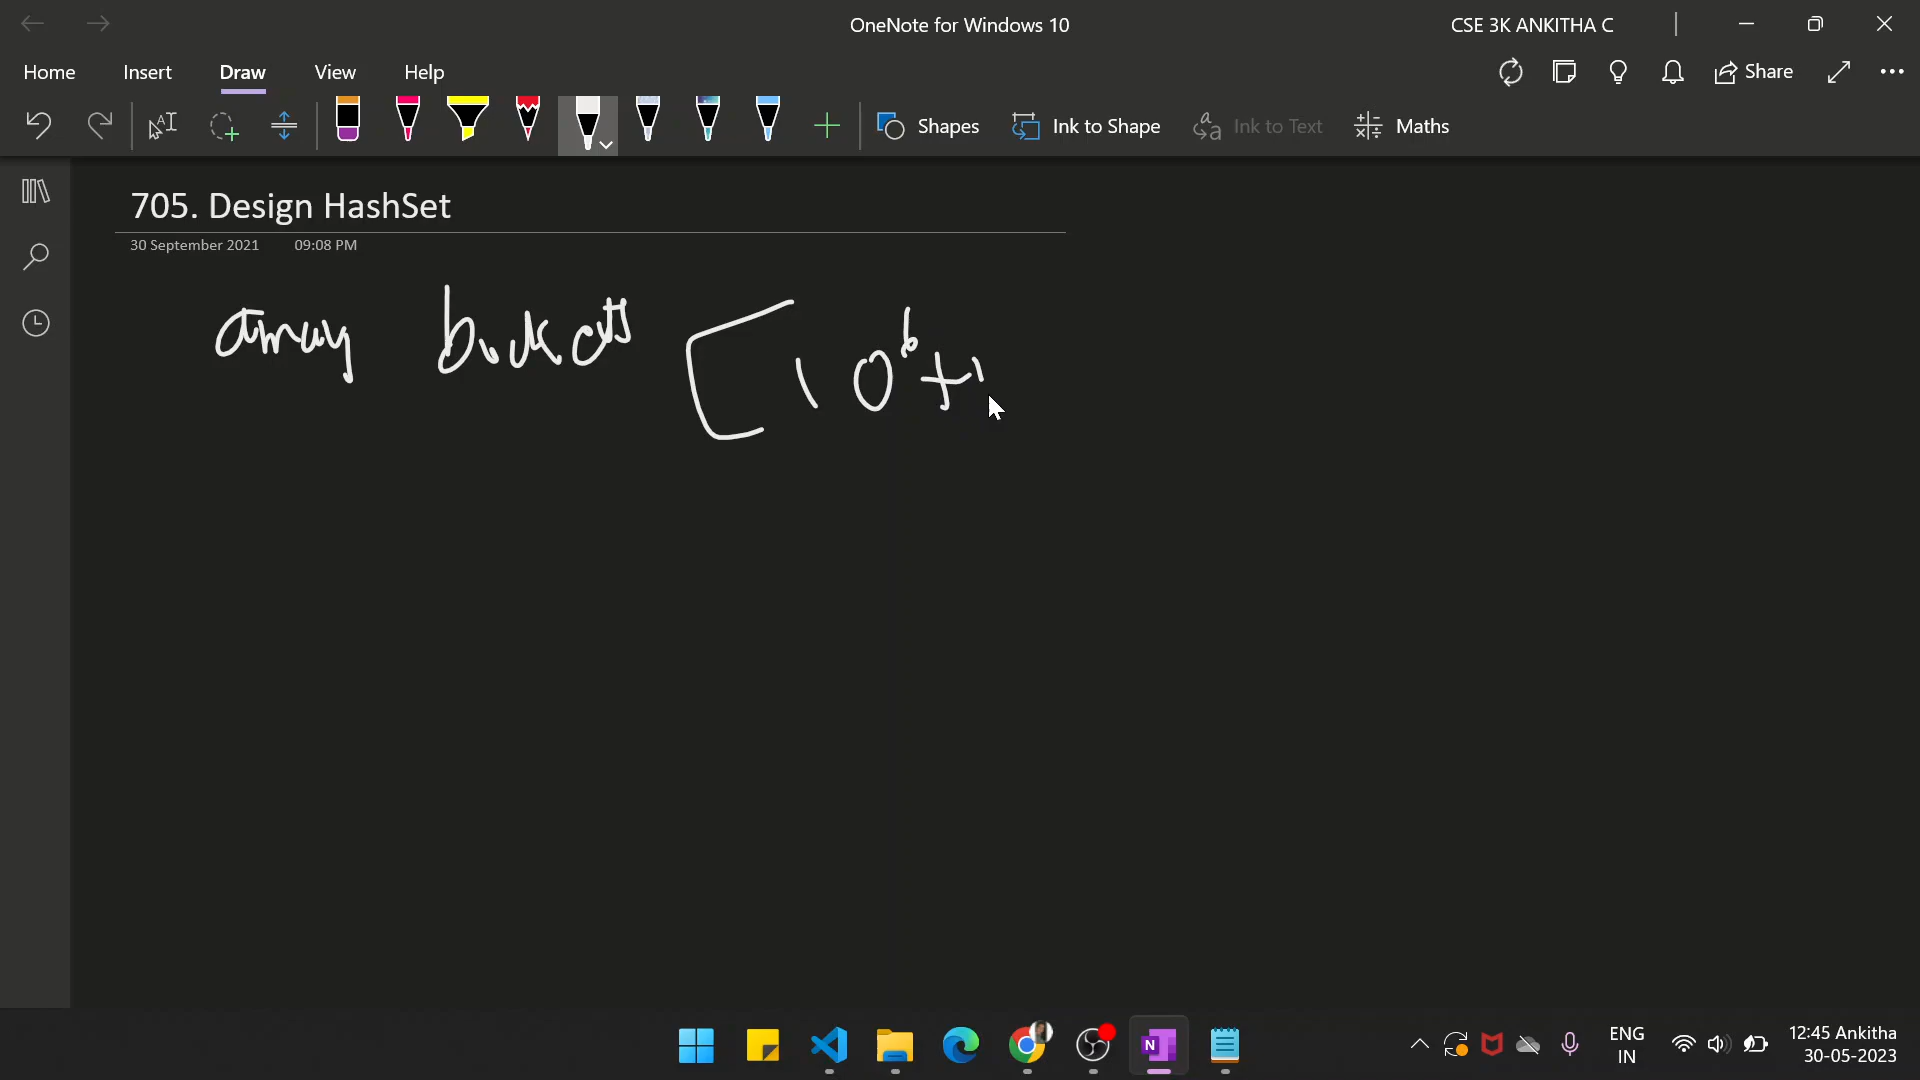 OneNote for Windows 10
CSE 3K ANKITHA C
Home Insert Draw View Help
Share
Shapes Ink to Shape Ink to Text Maths
705. Design HashSet
30 September 2021 09:08 PM
array buckets [10^6+1
ENG
IN
12:45 Ankitha
30-05-2023